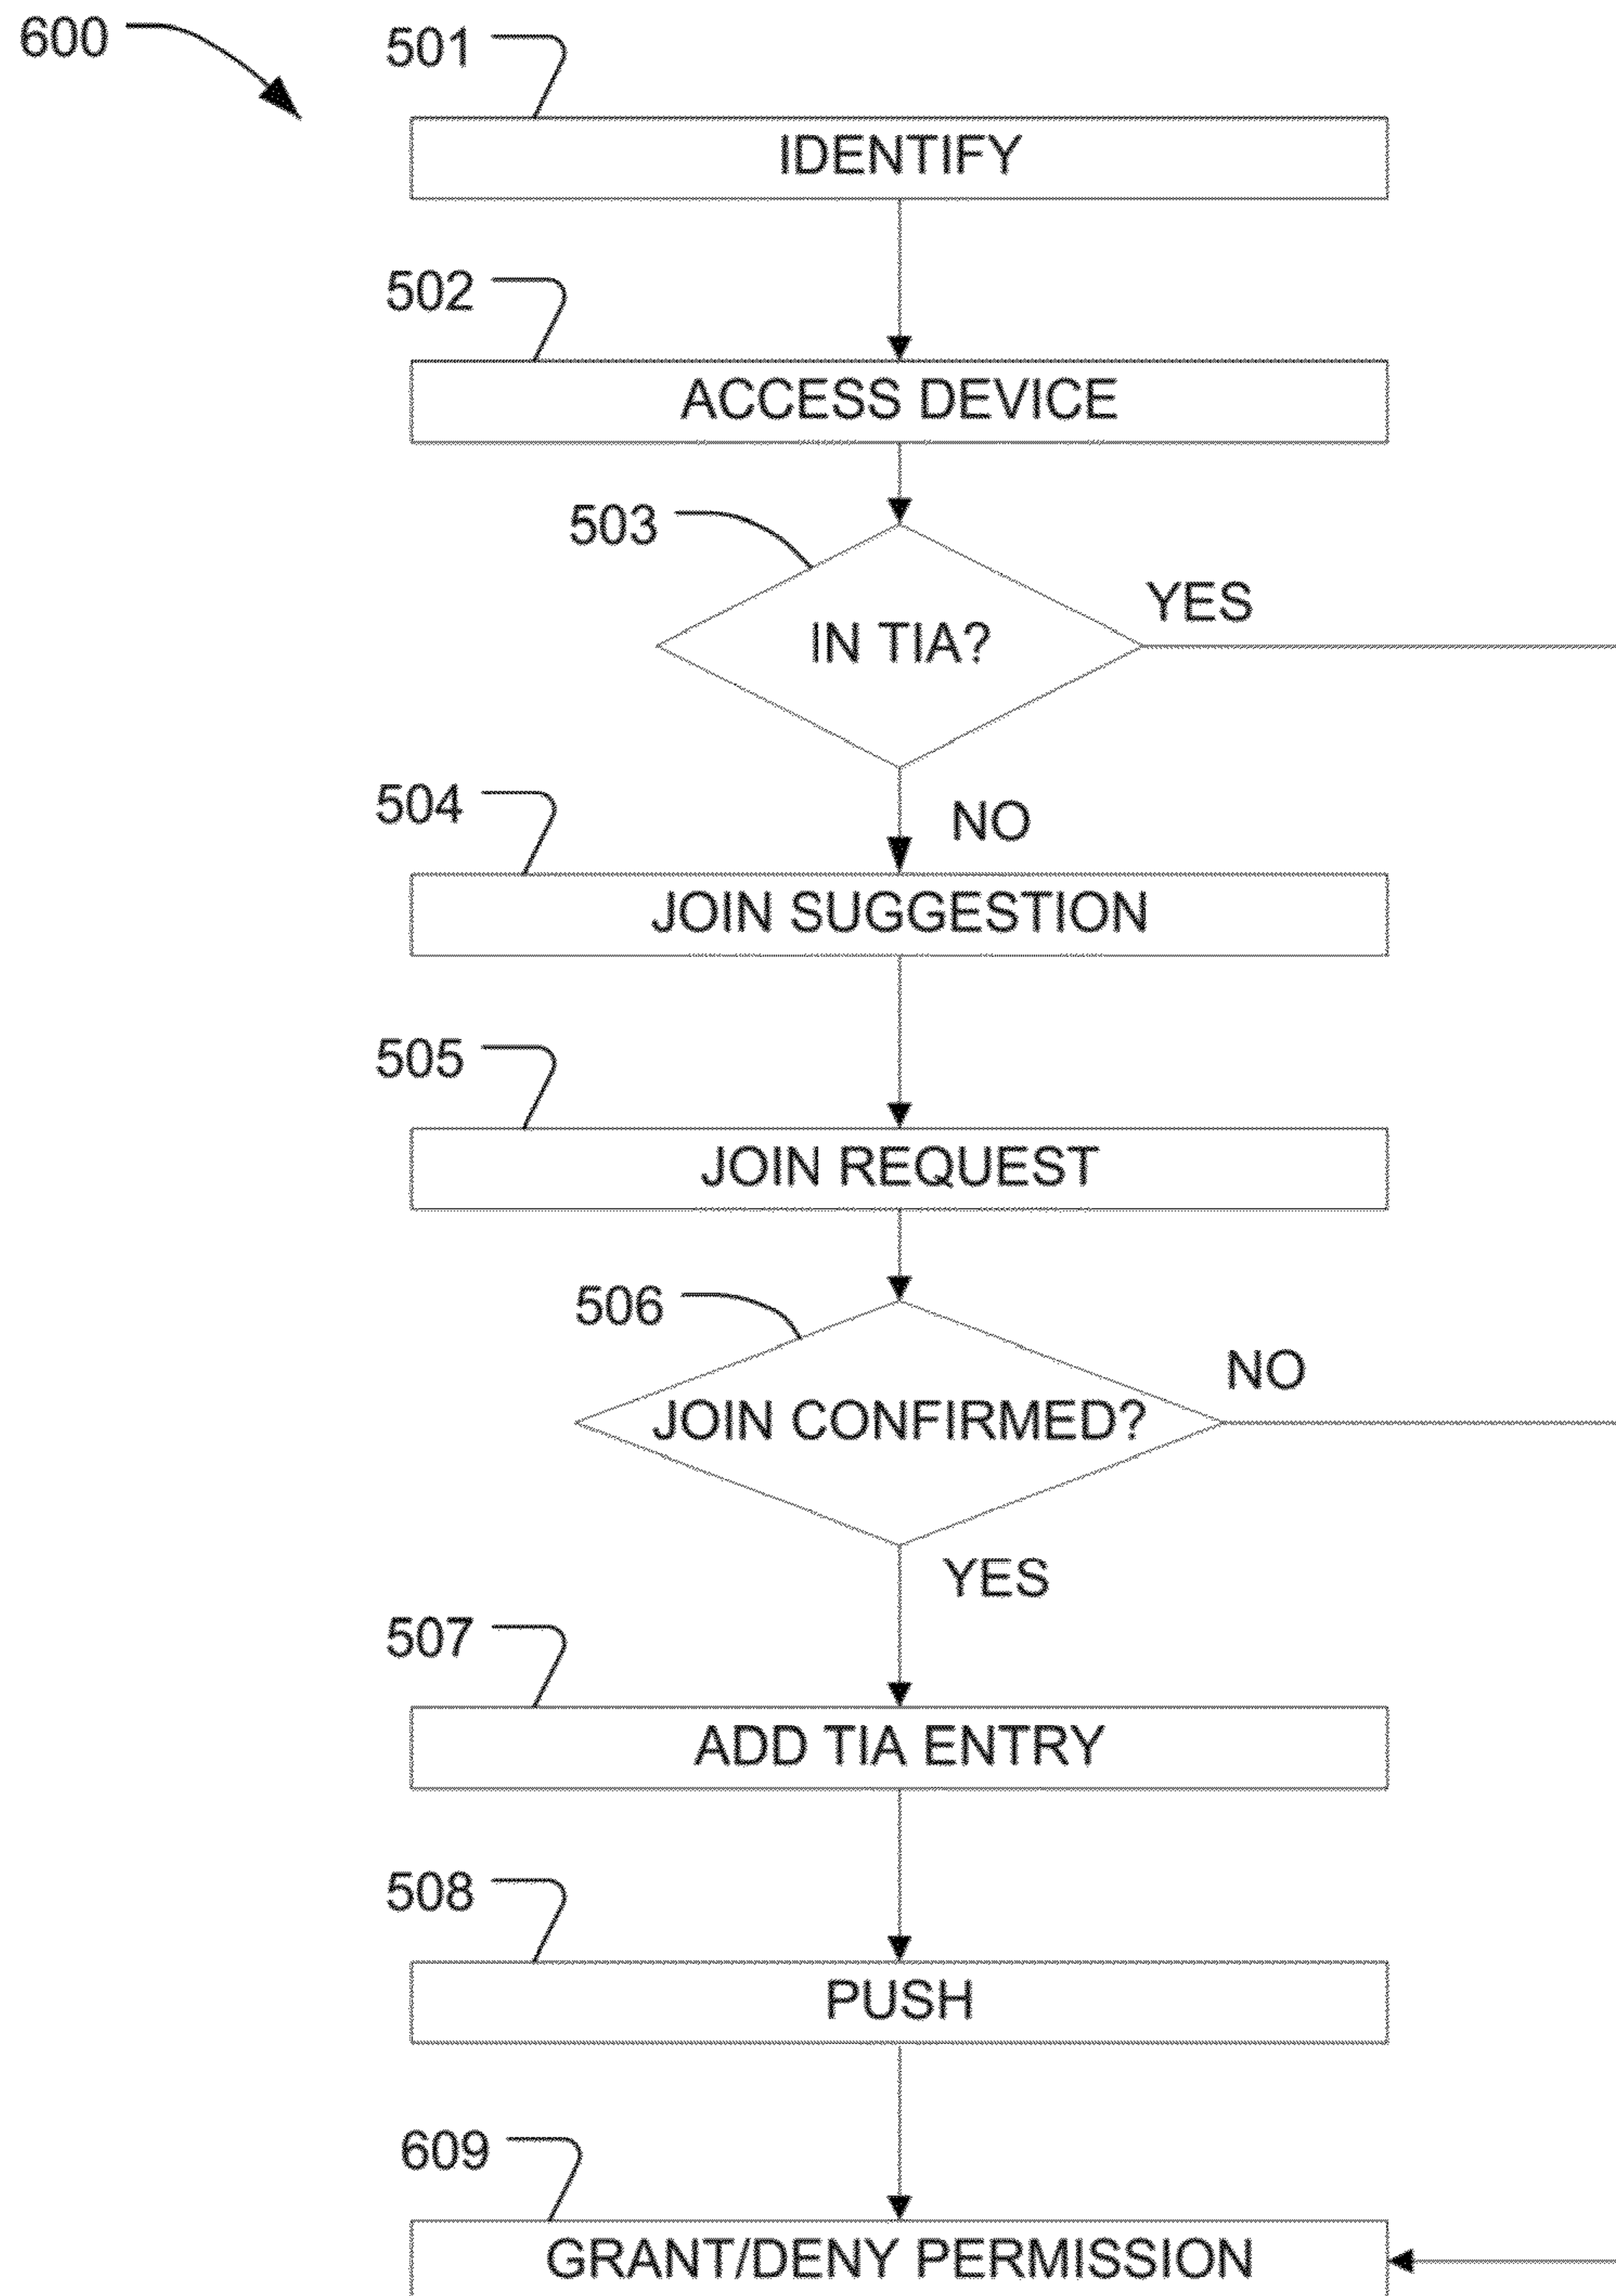 600
501
IDENTIFY
502
ACCESS DEVICE
503
IN TIA?
YES
504
NO
JOIN SUGGESTION
505
JOIN REQUEST
506
JOIN CONFIRMED?
NO
YES
507
ADD TIA ENTRY
508
PUSH
609
GRANT/DENY PERMISSION